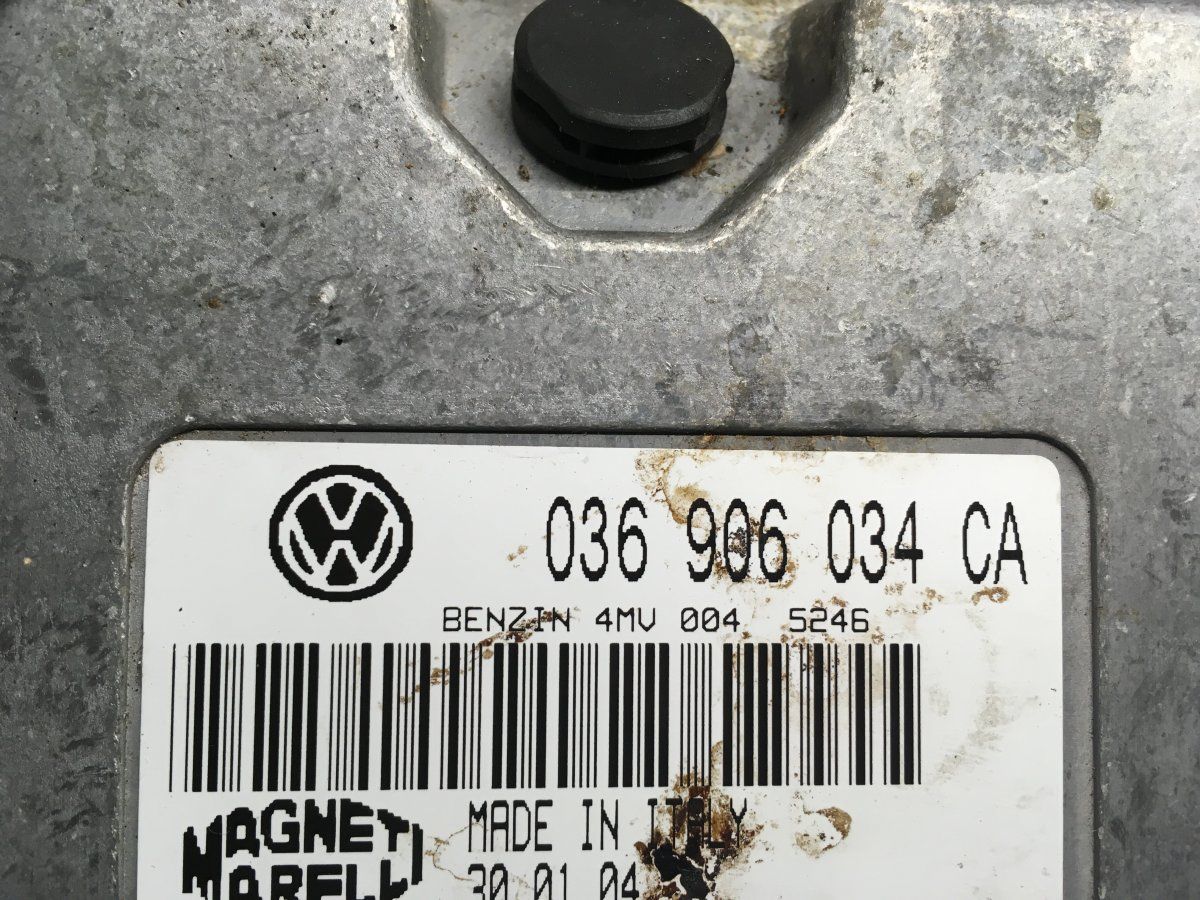 036 906 034 CA
BENZIN 4MV 004 5246
MAGNETI
MARELLI
MADE IN ITALY
30 01 04